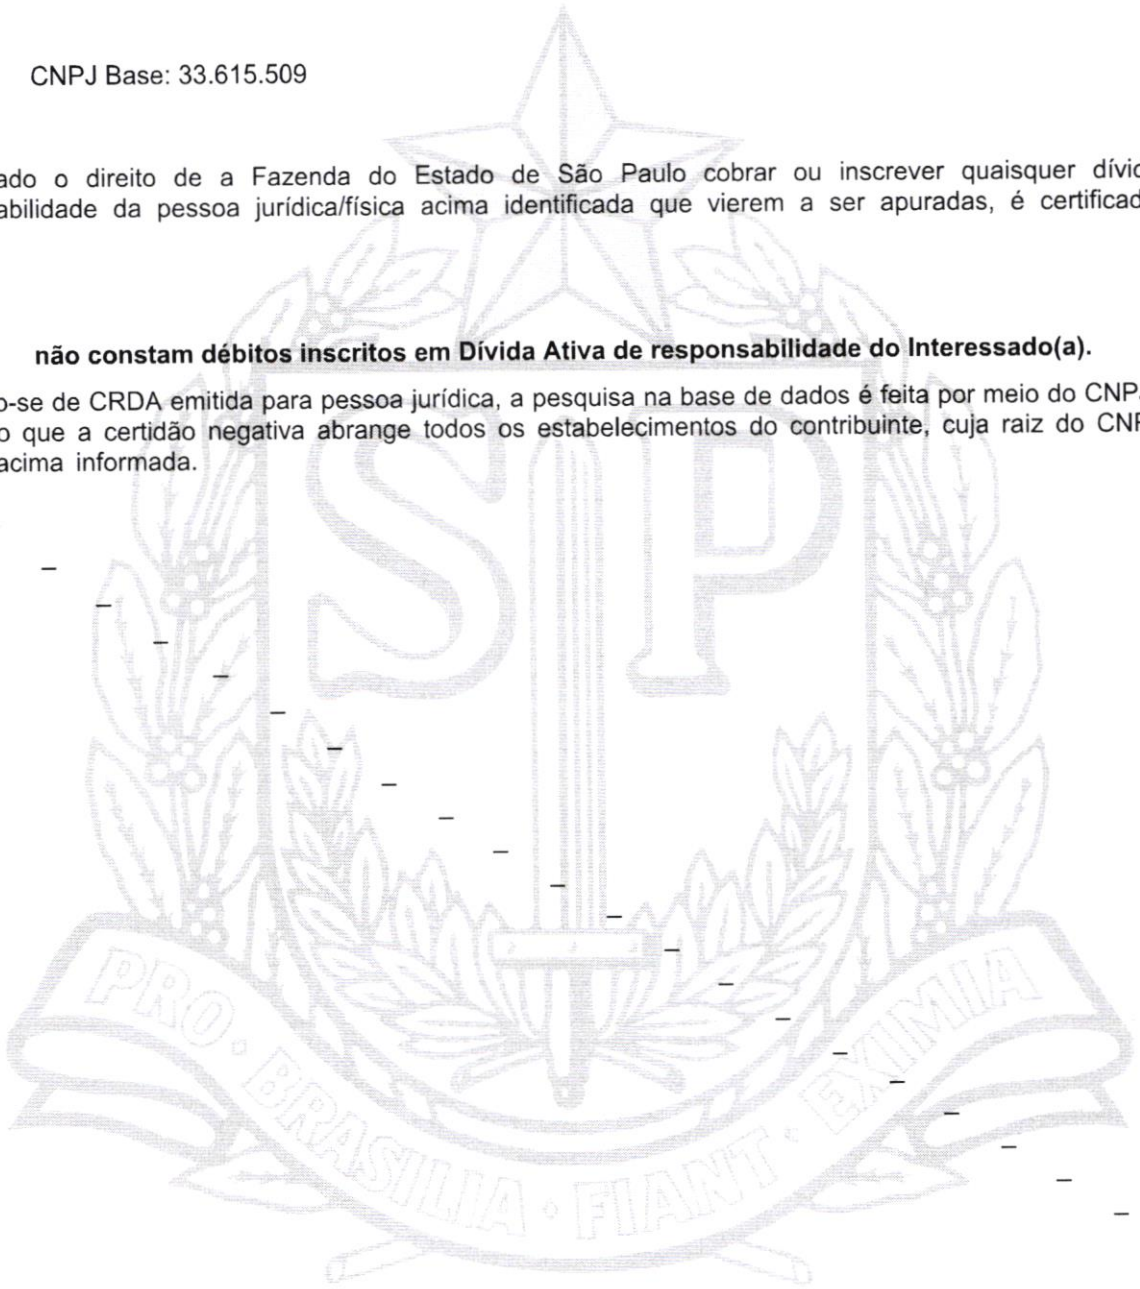 CNPJ Base: 33.615.509
ado o direito de a Fazenda do Estado de São Paulo cobrar ou inscrever quaisquer dívid
abilidade da pessoa jurídica/física acima identificada que vierem a ser apuradas, é certificad
não constam débitos inscritos em Dívida Ativa de responsabilidade do Interessado(a).
o-se de CRDA emitida para pessoa jurídica, a pesquisa na base de dados é feita por meio do CNPJ
o que a certidão negativa abrange todos os estabelecimentos do contribuinte, cuja raiz do CNP
acima informada.
SP
PRO · BRASILIA · FIANT · EXIMIA